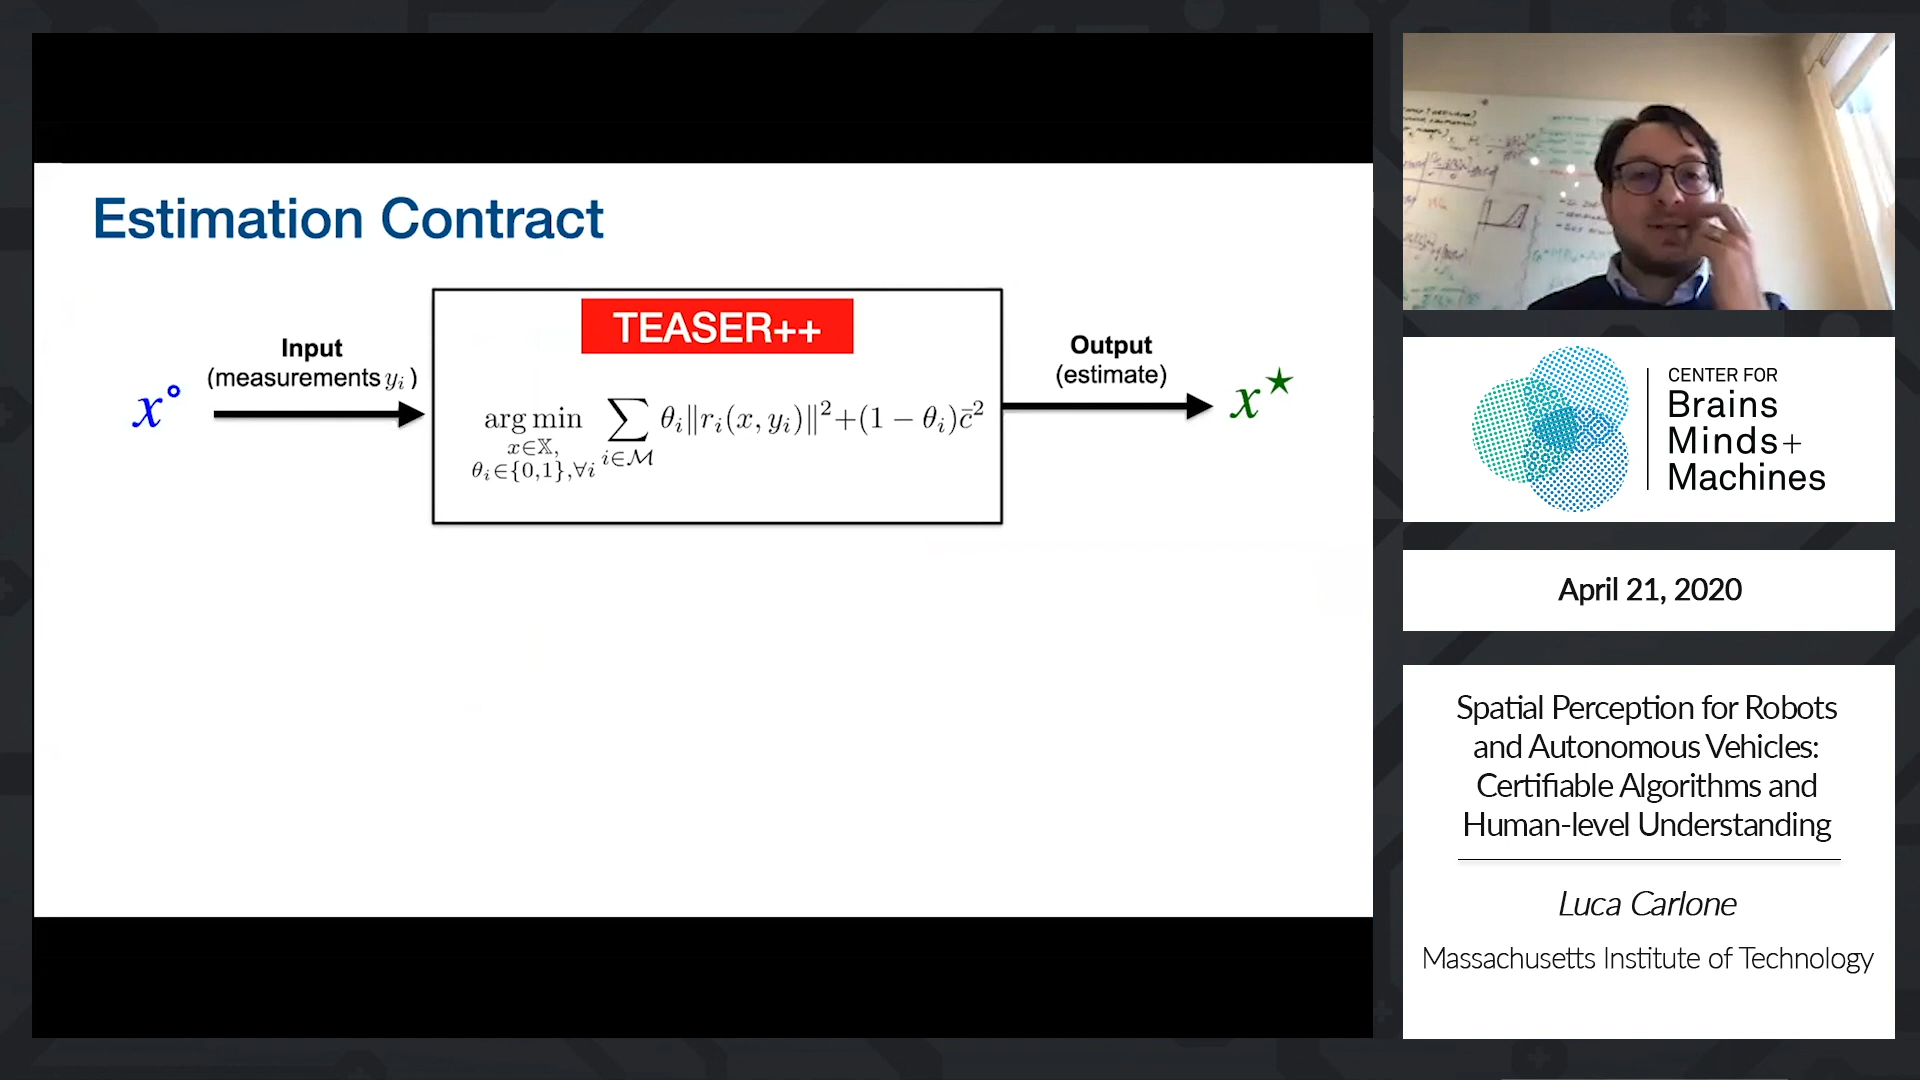 Estimation Contract
TEASER++
Input
(measurements yᵢ)
x°
arg min ∑ θᵢ‖rᵢ(x, yᵢ)‖²+(1 − θᵢ)c̄²
x∈𝕏,
θᵢ∈{0,1},∀i i∈ℳ
Output
(estimate)
x★
CENTER FOR
Brains
Minds+
Machines
April 21, 2020
Spatial Perception for Robots
and Autonomous Vehicles:
Certifiable Algorithms and
Human-level Understanding
Luca Carlone
Massachusetts Institute of Technology